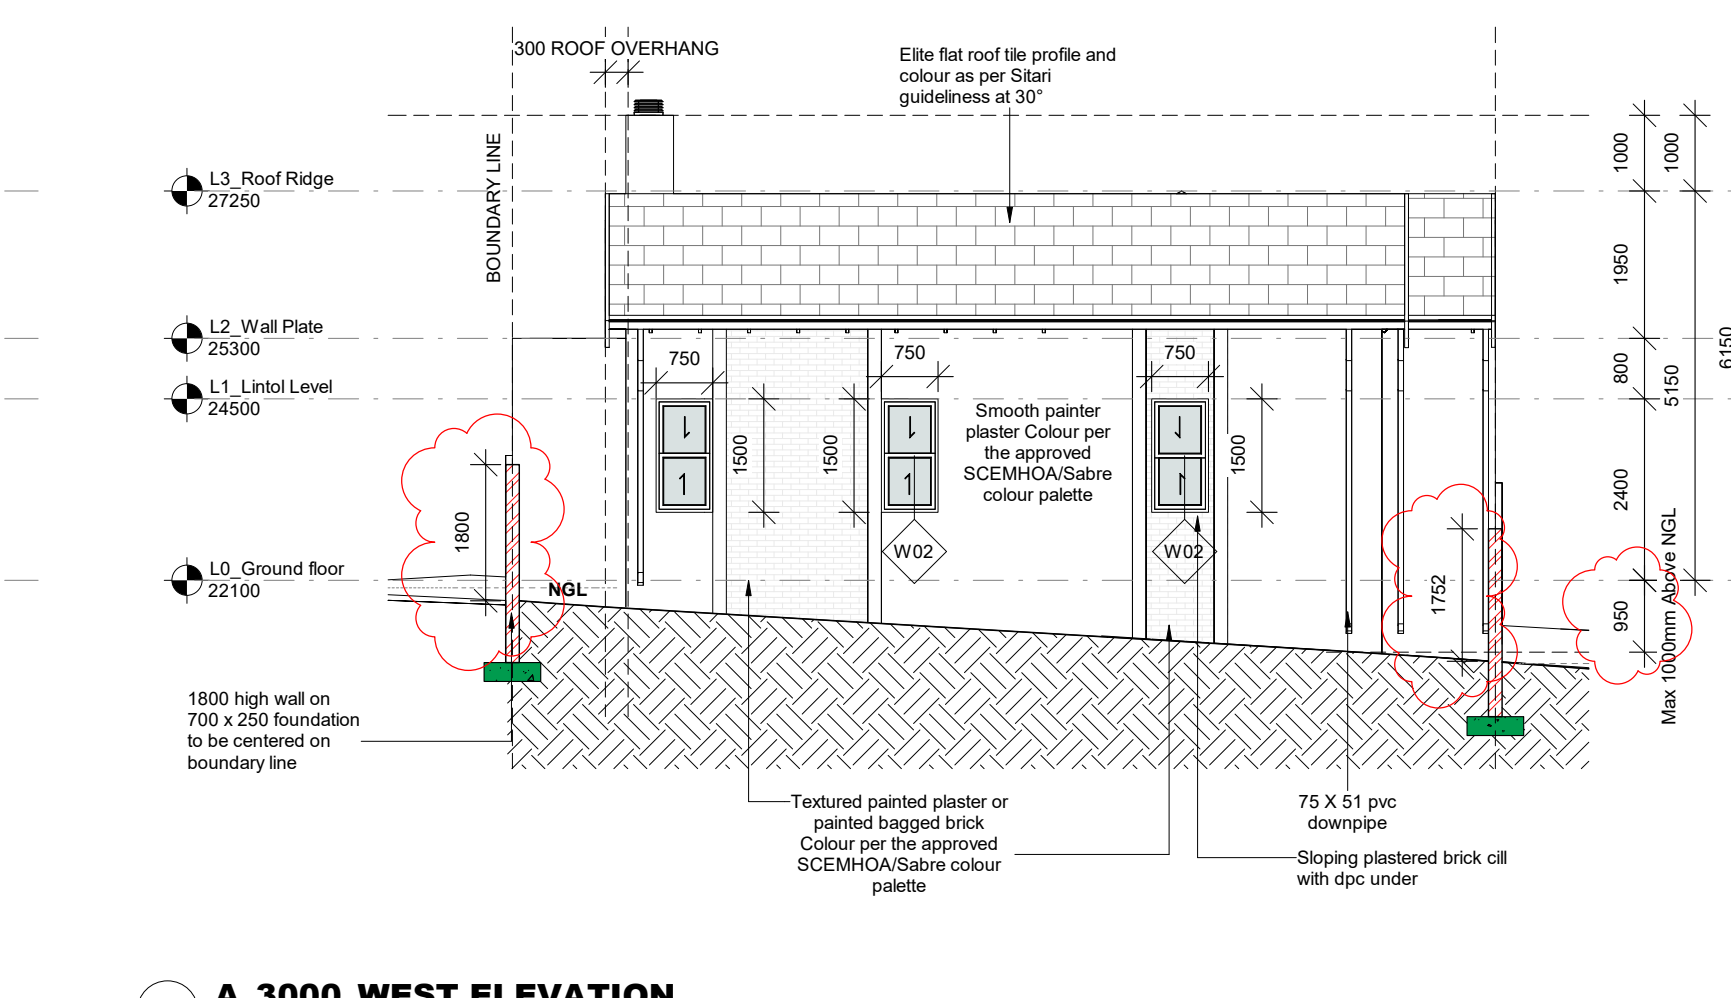 300 ROOF OVERHANG
Elite flat roof tile profile and
colour as per Sitari
guideliness at 30°
BOUNDARY LINE
L3_Roof Ridge
27250
L2_Wall Plate
25300
L1_Lintol Level
24500
L0_Ground floor
22100
1000
1000
1950
800
5150
6150
2400
950
Max 1000mm Above NGL
750
750
750
1500
1500
1500
Smooth painter
plaster Colour per
the approved
SCEMHOA/Sabre
colour palette
W02
W02
1800
1752
NGL
1800 high wall on
700 x 250 foundation
to be centered on
boundary line
Textured painted plaster or
painted bagged brick
Colour per the approved
SCEMHOA/Sabre colour
palette
75 X 51 pvc
downpipe
Sloping plastered brick cill
with dpc under
A_3000_WEST ELEVATION